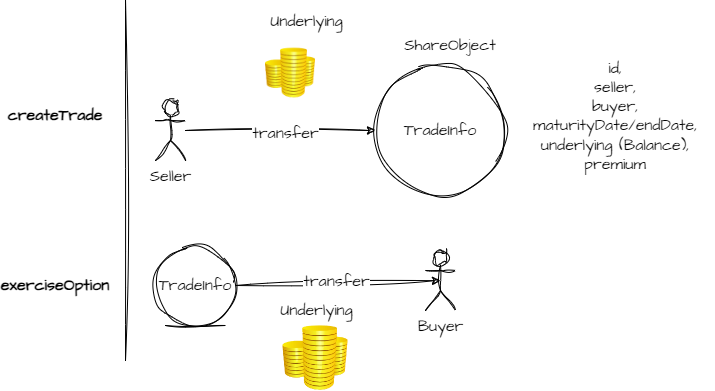 Underlying
ShareObject
id,
seller,
buyer,
maturityDate/endDate,
underlying (Balance),
premium
createTrade
transfer
TradeInfo
Seller
exerciseOption
TradeInfo
transfer
Underlying
Buyer